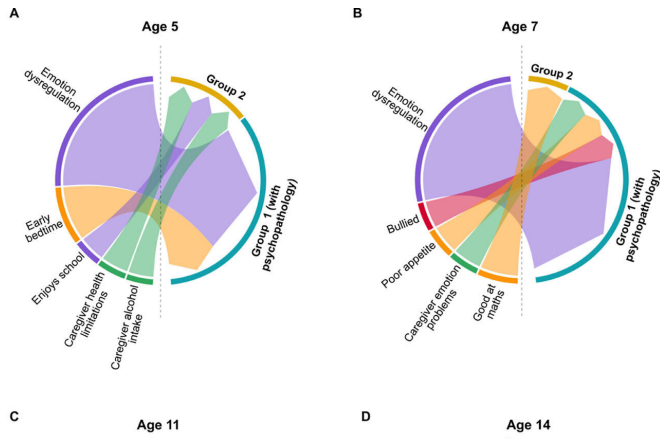 A
Age 5
Emotion
dysregulation
Group 2
Early
bedtime
Enjoys school
Caregiver health
limitations
Caregiver alcohol
intake
Group 1 (with
psychopathology)
B
Age 7
Emotion
dysregulation
Group 2
Bullied
Poor appetite
Caregiver emotion
problems
Good at
maths
Group 1 (with
psychopathology)
C
Age 11
D
Age 14